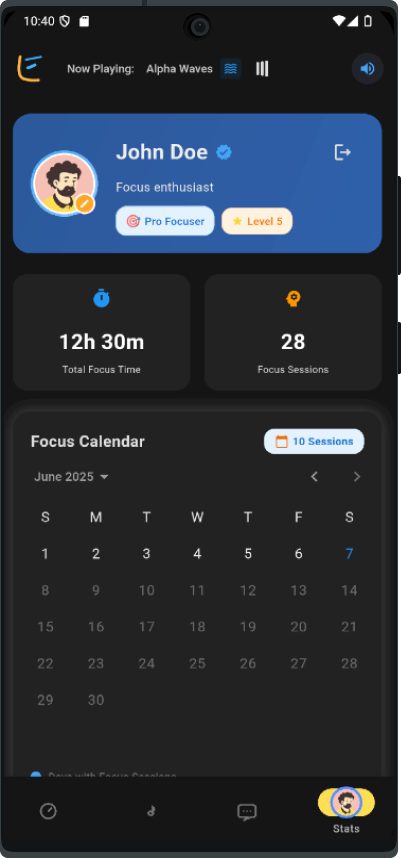 10:40
Now Playing: Alpha Waves
John Doe
Focus enthusiast
Pro Focuser Level 5
12h 30m 28
Total Focus Time Focus Sessions
Focus Calendar 10 Sessions
June 2025
S M T W T F S
1 2 3 4 5 6 7
8 9 10 11 12 13 14
15 16 17 18 19 20 21
22 23 24 25 26 27 28
29 30
Days with Focus Sessions
Stats